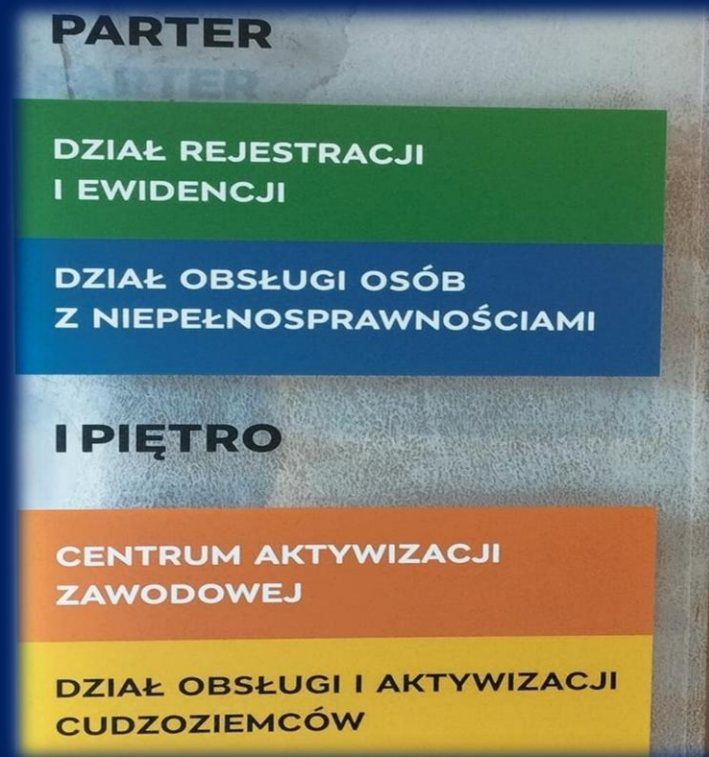 PARTER
DZIAŁ REJESTRACJI
I EWIDENCJI
DZIAŁ OBSŁUGI OSÓB
Z NIEPEŁNOSPRAWNOŚCIAMI
I PIĘTRO
CENTRUM AKTYWIZACJI
ZAWODOWEJ
DZIAŁ OBSŁUGI I AKTYWIZACJI
CUDZOZIEMCÓW